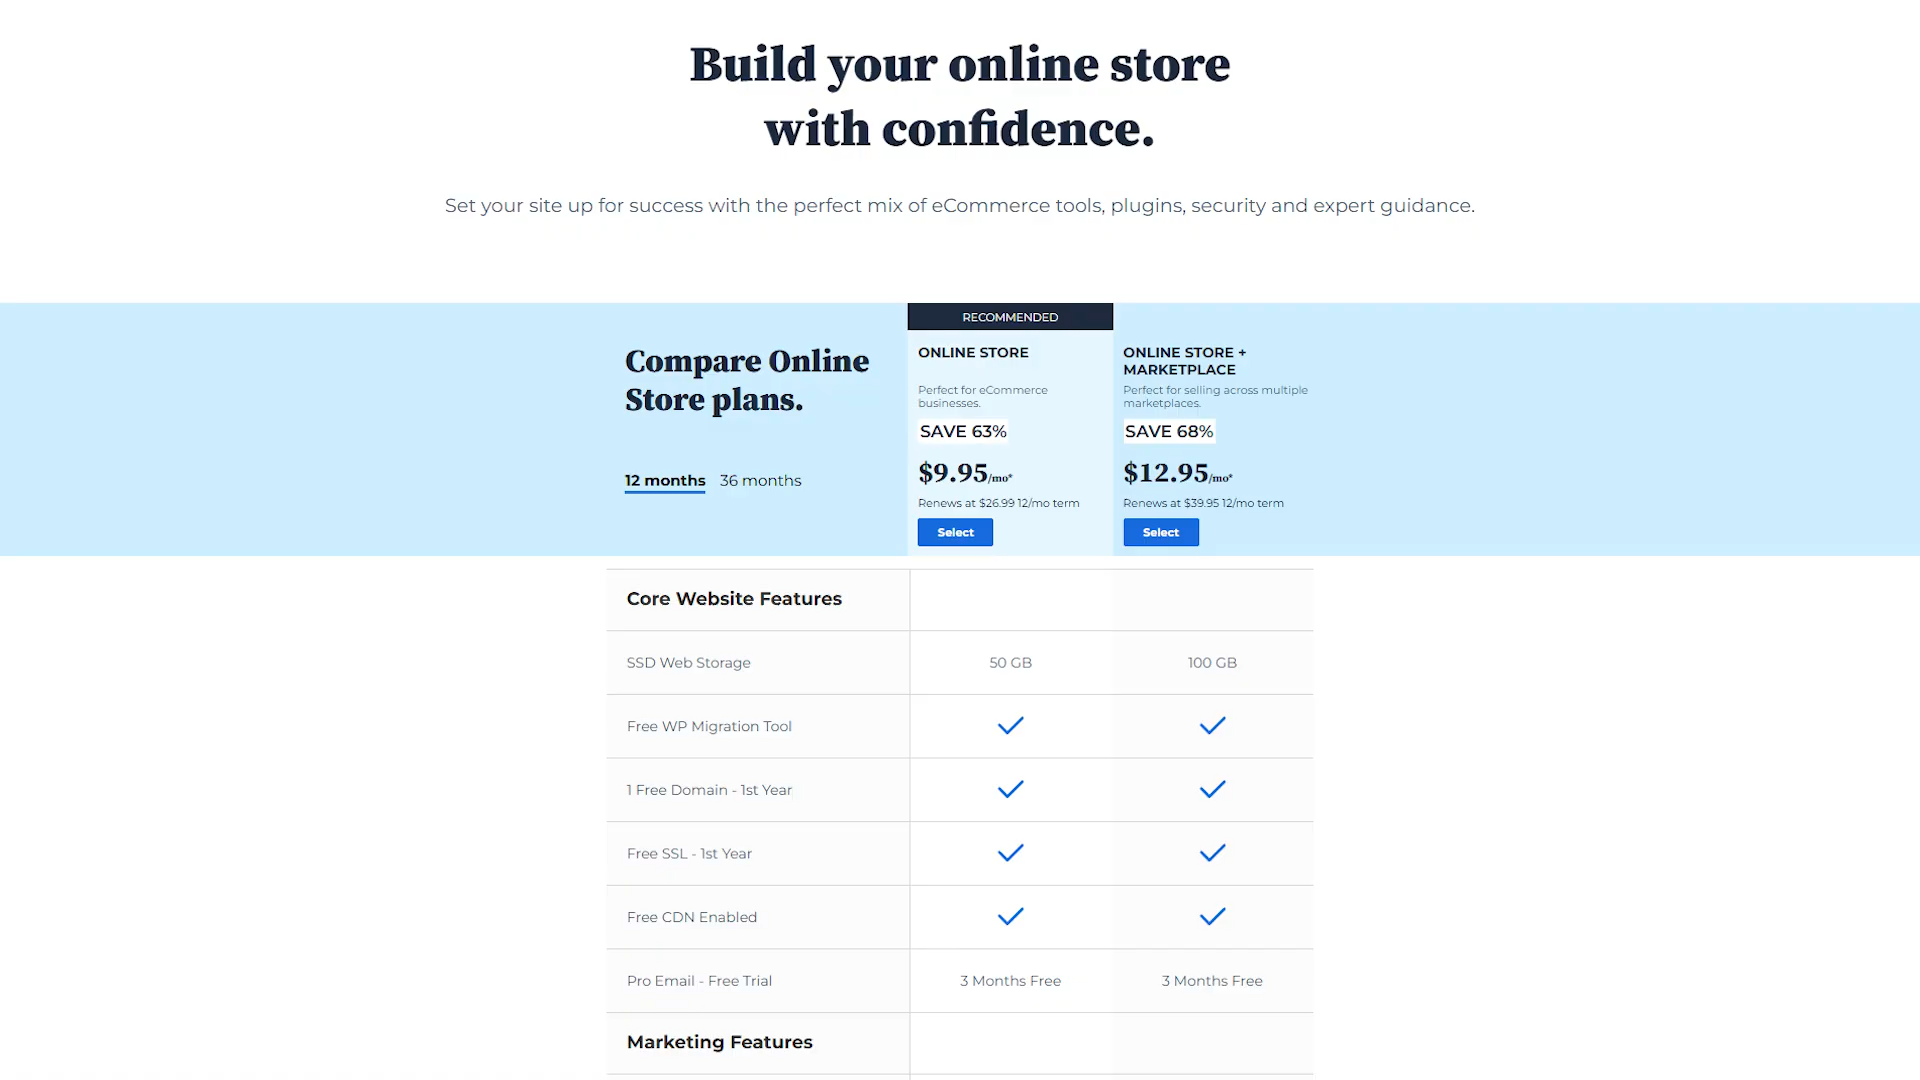 Build your online store
with confidence.
Set your site up for success with the perfect mix of eCommerce tools, plugins, security and expert guidance.
Compare Online
Store plans.
12 months 36 months
RECOMMENDED
ONLINE STORE
Perfect for eCommerce
businesses.
SAVE 63%
$9.95/mo*
Renews at $26.99 12/mo term
Select
ONLINE STORE +
MARKETPLACE
Perfect for selling across multiple
marketplaces.
SAVE 68%
$12.95/mo*
Renews at $39.95 12/mo term
Select
Core Website Features
SSD Web Storage 50 GB 100 GB
Free WP Migration Tool
1 Free Domain - 1st Year
Free SSL - 1st Year
Free CDN Enabled
Pro Email - Free Trial 3 Months Free 3 Months Free
Marketing Features